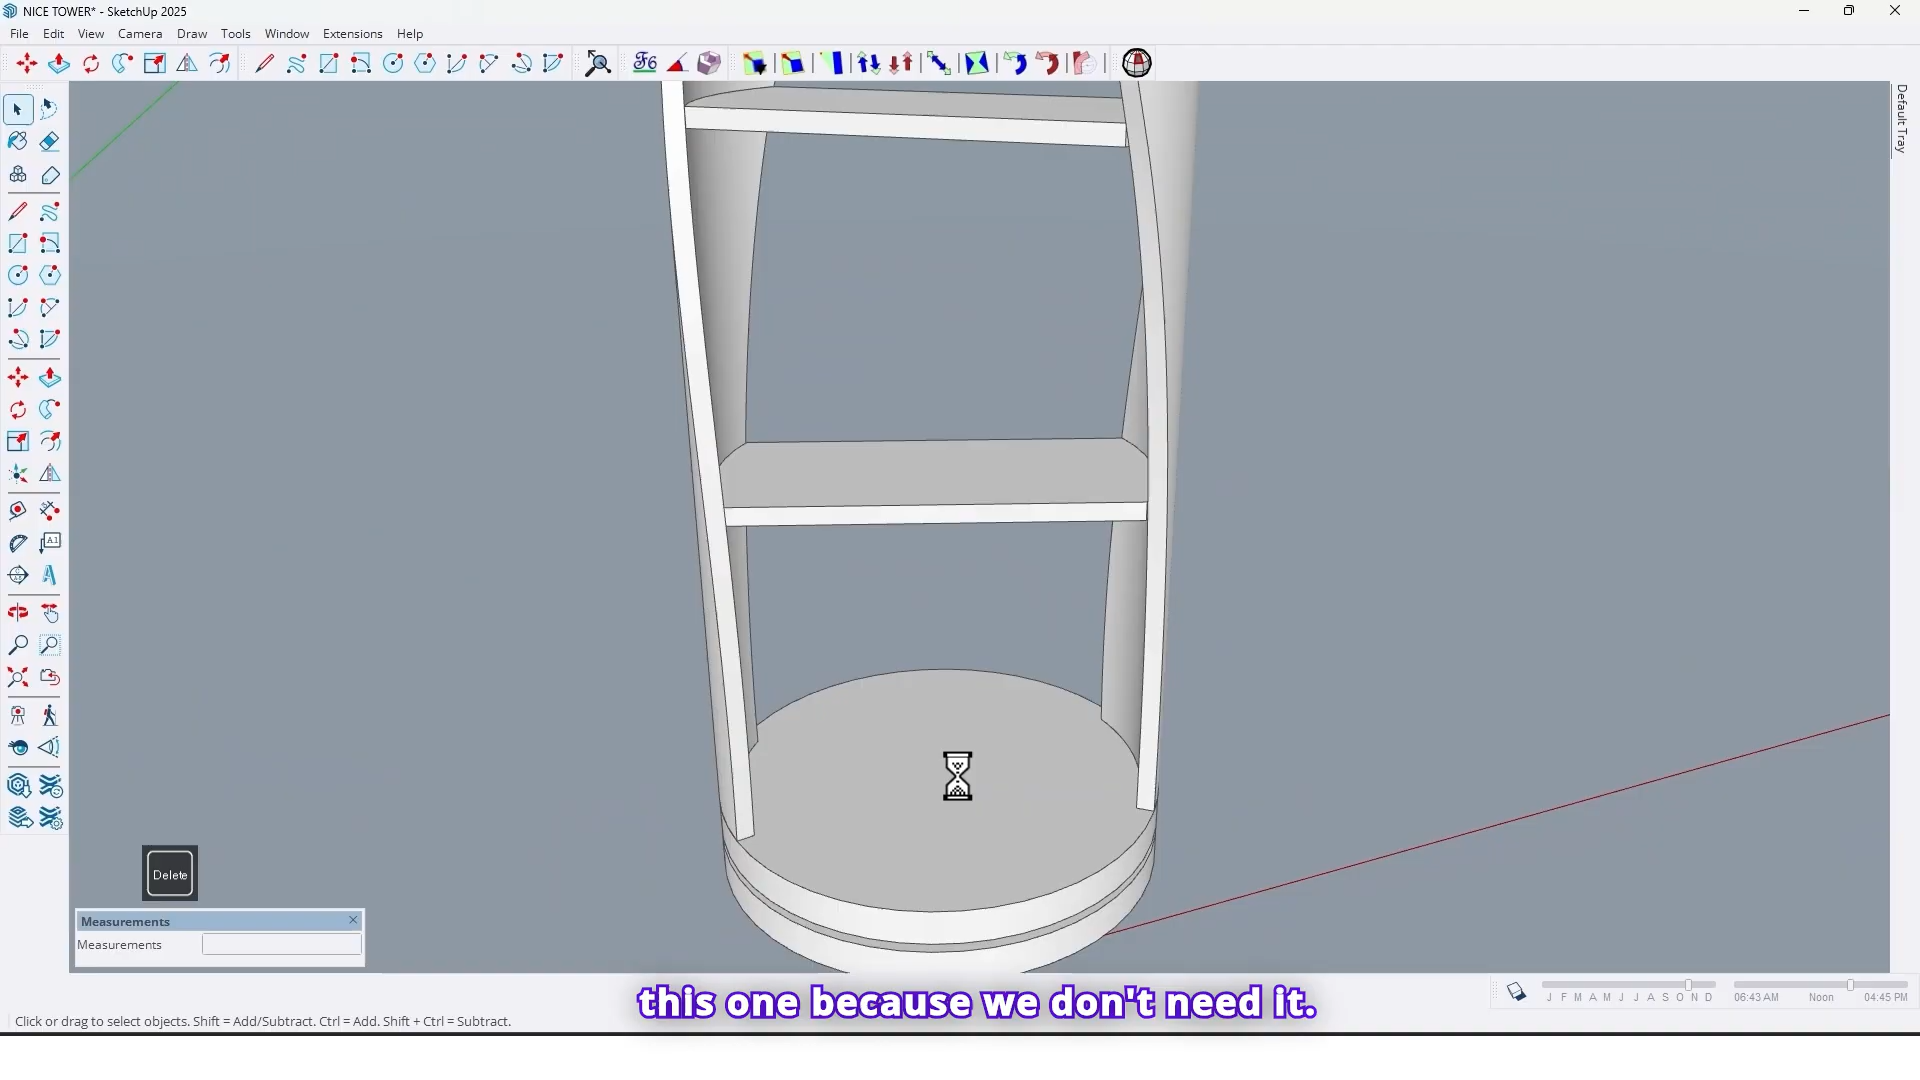 NICE TOWER* - SketchUp 2025
File Edit View Camera Draw Tools Window Extensions Help
Default Tray
A1
Delete
Measurements
Measurements
this one because we don't need it.
J F M A M J J A S O N D
06:43 AM Noon 04:45 PM
Click or drag to select objects. Shift = Add/Subtract. Ctrl = Add. Shift + Ctrl = Subtract.